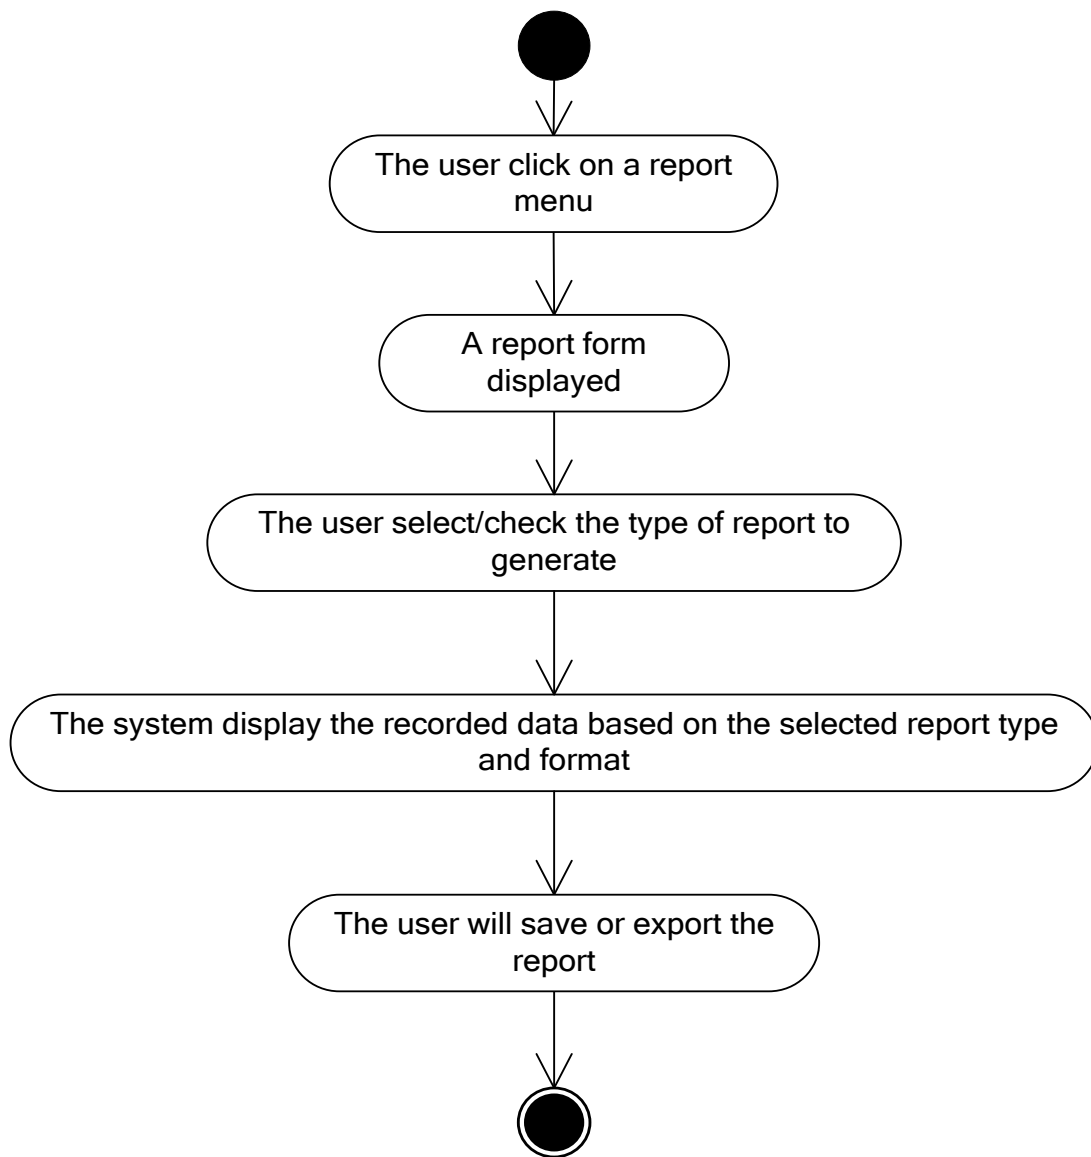 The user click on a report
menu
A report form
displayed
The user select/check the type of report to
generate
The system display the recorded data based on the selected report type
and format
The user will save or export the
report